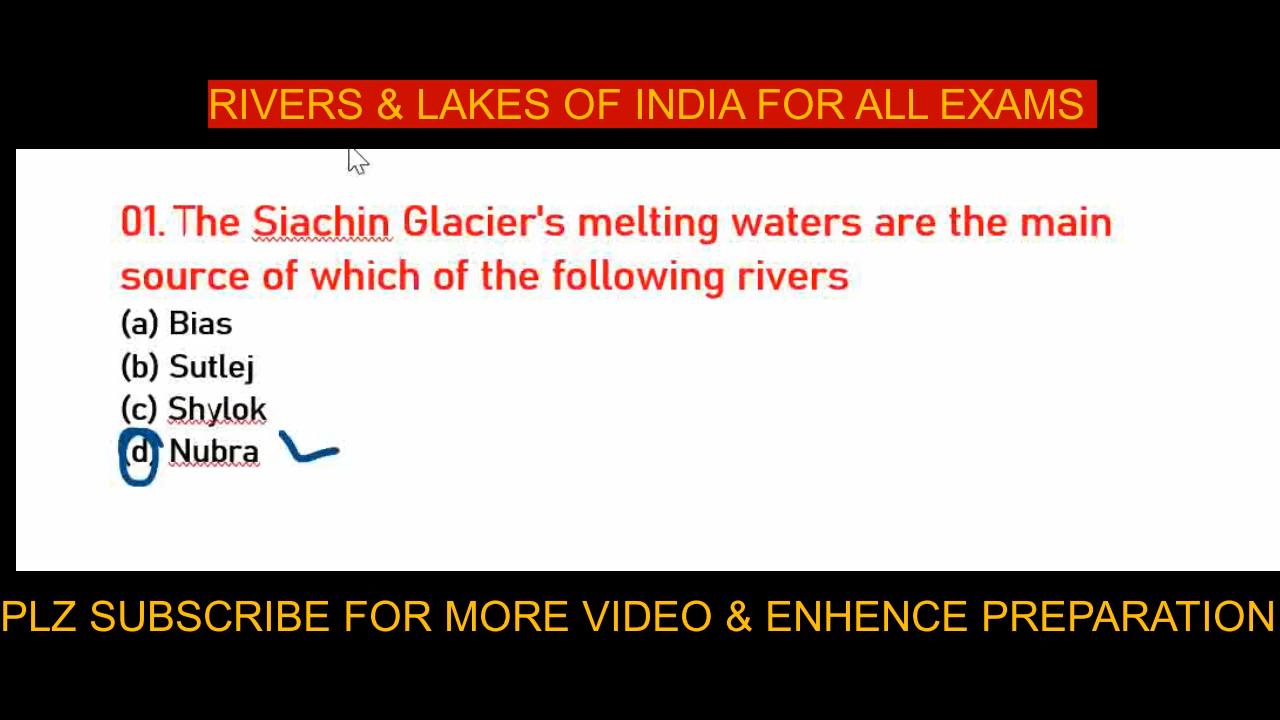 RIVERS & LAKES OF INDIA FOR ALL EXAMS
01. The Siachin Glacier's melting waters are the main
source of which of the following rivers
(a) Bias
(b) Sutlej
(c) Shylok
(d) Nubra
PLZ SUBSCRIBE FOR MORE VIDEO & ENHENCE PREPARATION